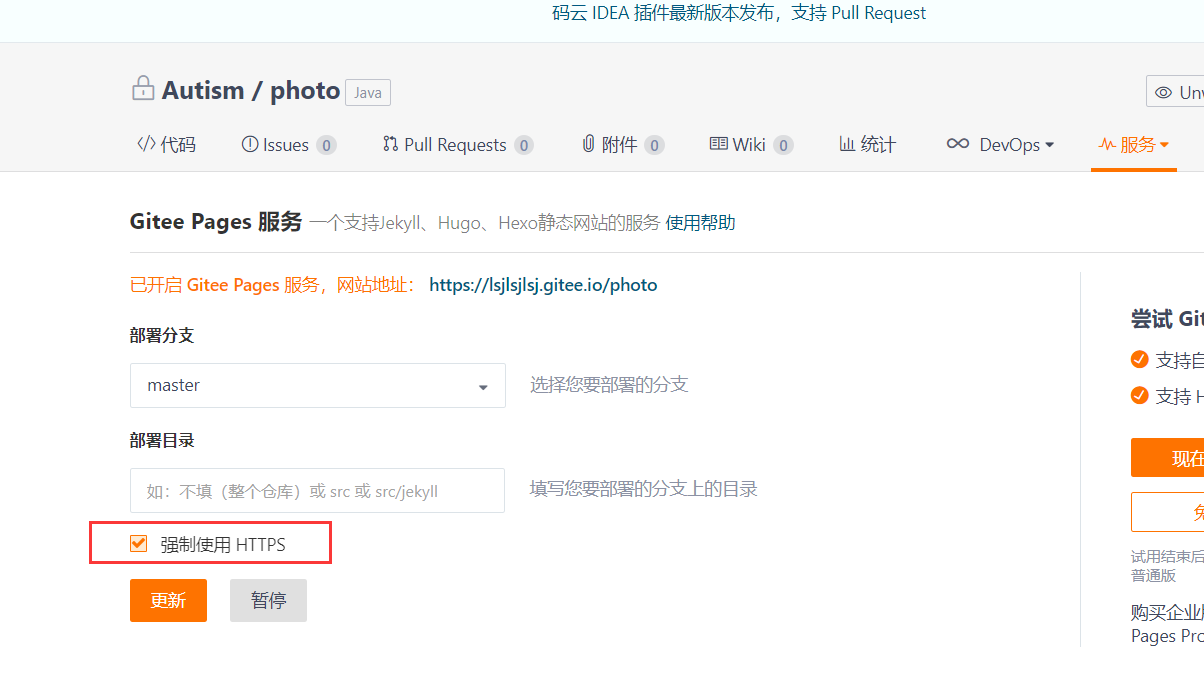 码云 IDEA 插件最新版本发布，支持 Pull Request
Autism / photo Java
代码 Issues 0 Pull Requests 0 附件 0 Wiki 0 统计 DevOps 服务
Gitee Pages 服务 一个支持Jekyll、Hugo、Hexo静态网站的服务 使用帮助
已开启 Gitee Pages 服务，网站地址： https://lsjlsjlsj.gitee.io/photo
部署分支
master 选择您要部署的分支
部署目录
如：不填（整个仓库）或 src 或 src/jekyll 填写您要部署的分支上的目录
强制使用 HTTPS
更新 暂停
尝试
支持
支持 H
现在
试用结束后
普通版
购买企业
Pages Pro